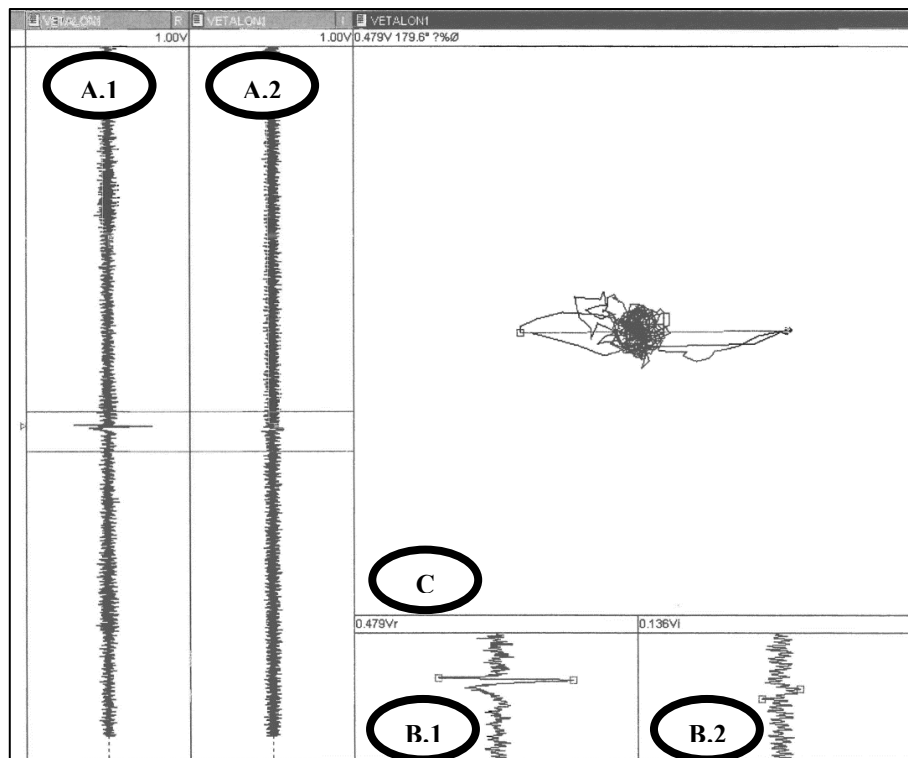 VETALON1 R
VETALON1 I
VETALON1
1.00V
1.00V
0.479V 179.6° ?%Ø
A.1
A.2
C
0.479Vr
0.136Vi
B.1
B.2